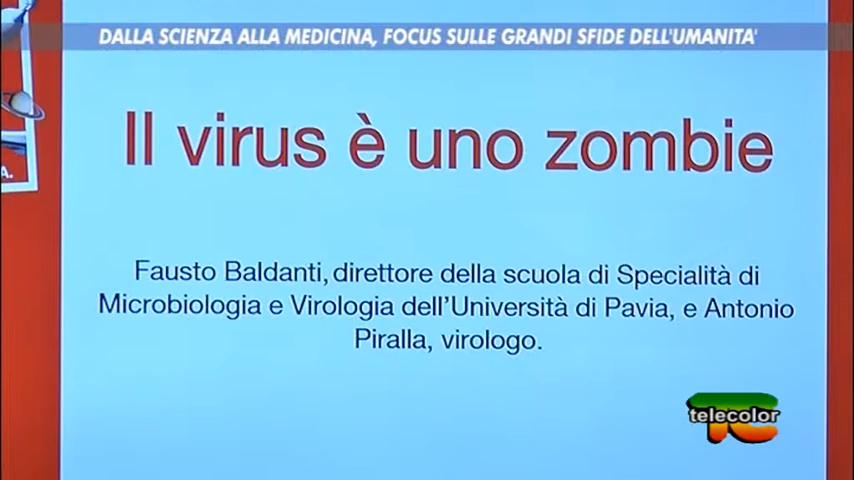 DALLA SCIENZA ALLA MEDICINA, FOCUS SULLE GRANDI SFIDE DELL'UMANITA'
Il virus è uno zombie
A.
Fausto Baldanti, direttore della scuola di Specialità di
Microbiologia e Virologia dell'Università di Pavia, e Antonio
Piralla, virologo.
telecolor